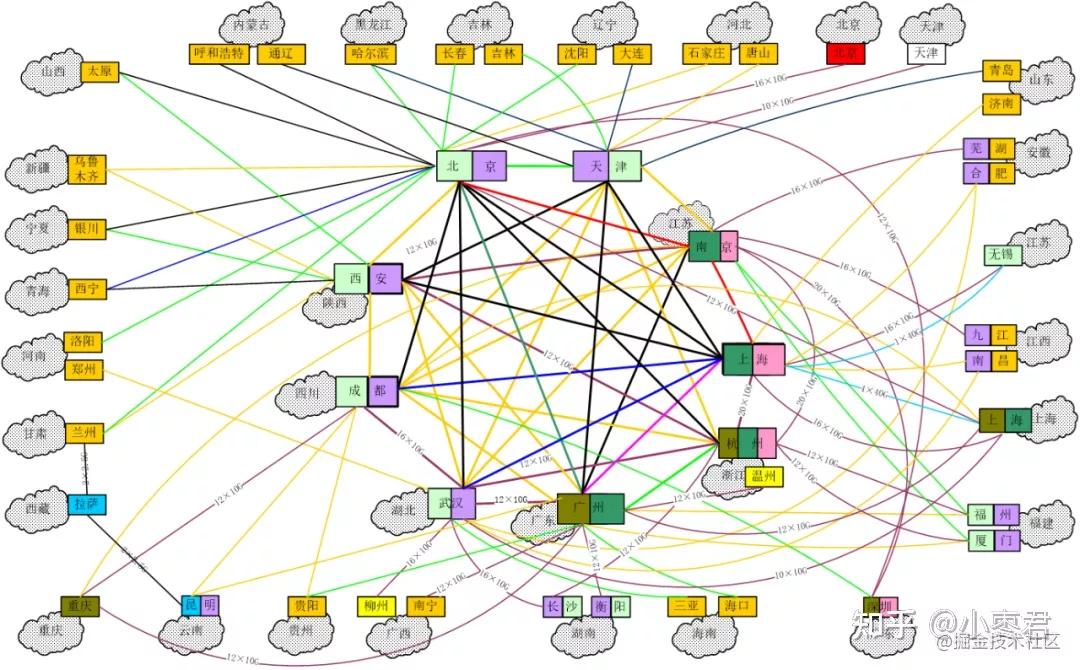 内蒙古
黑龙江
吉林
辽宁
河北
北京
天津
呼和浩特
通辽
哈尔滨
长春
吉林
沈阳
大连
石家庄
唐山
北京
天津
山西
太原
青岛
山东
济南
16×10G
10×10G
新疆
乌鲁
木齐
北京
天津
芜湖
合肥
安徽
16×10G
宁夏
银川
江苏
南京
12×10G
无锡
江苏
12×10G
青海
西宁
西安
陕西
16×10G
20×10G
12×10G
16×10G
1×40G
河南
洛阳
郑州
上海
九江
南昌
江西
12×10G
四川
成都
1×40G
20×10G
20×10G
甘肃
兰州
上海
上海
16×10G
16×10G
杭州
浙江
温州
12×10G
12×10G
12×10G
西藏
拉萨
湖北
武汉
12×10G
广东
广州
12×10G
12×10G
福州
厦门
福建
16×10G
12×10G
12×10G
12×10G
16×10G
10×10G
重庆
昆明
贵阳
柳州
南宁
长沙
衡阳
三亚
海口
深圳
重庆
云南
贵州
广西
湖南
海南
12×10G
知乎 @小枣君
@掘金技术社区